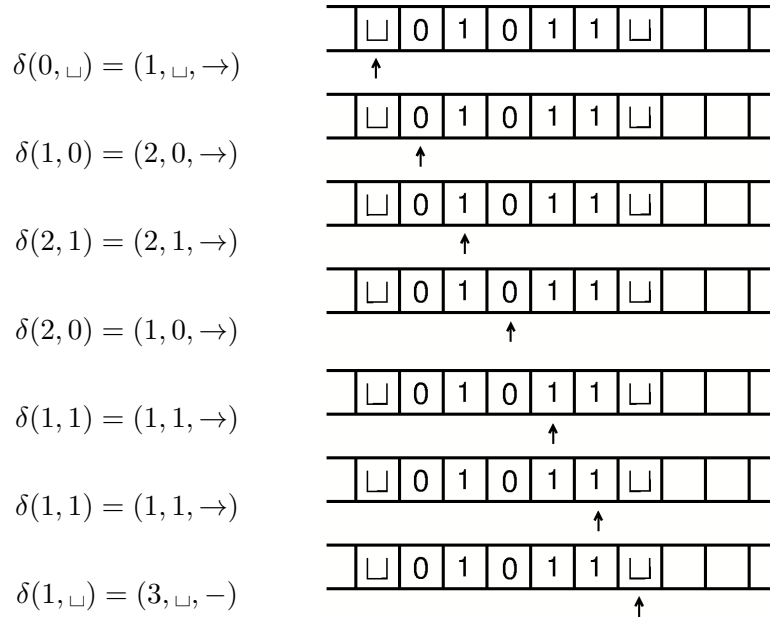 ⊔ 0 1 0 1 1 ⊔
δ(0, ⊔) = (1, ⊔, →)
↑
⊔ 0 1 0 1 1 ⊔
δ(1, 0) = (2, 0, →)
↑
⊔ 0 1 0 1 1 ⊔
δ(2, 1) = (2, 1, →)
↑
⊔ 0 1 0 1 1 ⊔
δ(2, 0) = (1, 0, →)
↑
⊔ 0 1 0 1 1 ⊔
δ(1, 1) = (1, 1, →)
↑
⊔ 0 1 0 1 1 ⊔
δ(1, 1) = (1, 1, →)
↑
⊔ 0 1 0 1 1 ⊔
δ(1, ⊔) = (3, ⊔, −)
↑